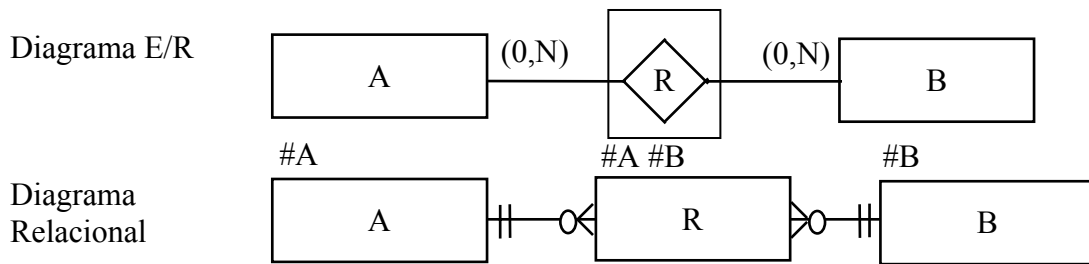 Diagrama E/R
A
(0,N)
R
(0,N)
B
#A
#A #B
#B
Diagrama
Relacional
A
R
B